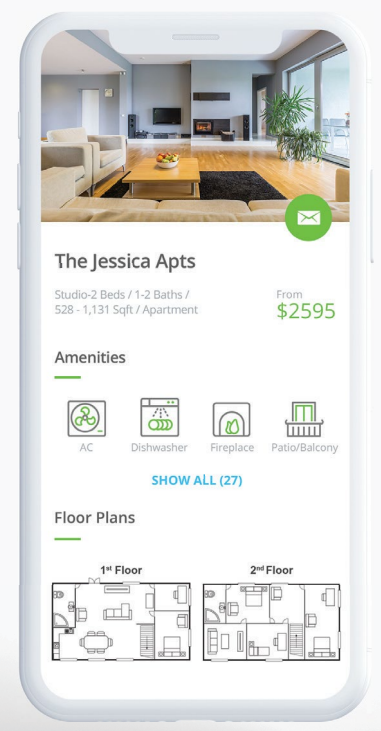 The Jessica Apts
Studio-2 Beds / 1-2 Baths /
528 - 1,131 Sqft / Apartment
From
$2595
Amenities
AC
Dishwasher
Fireplace
Patio/Balcony
SHOW ALL (27)
Floor Plans
1st Floor
2nd Floor